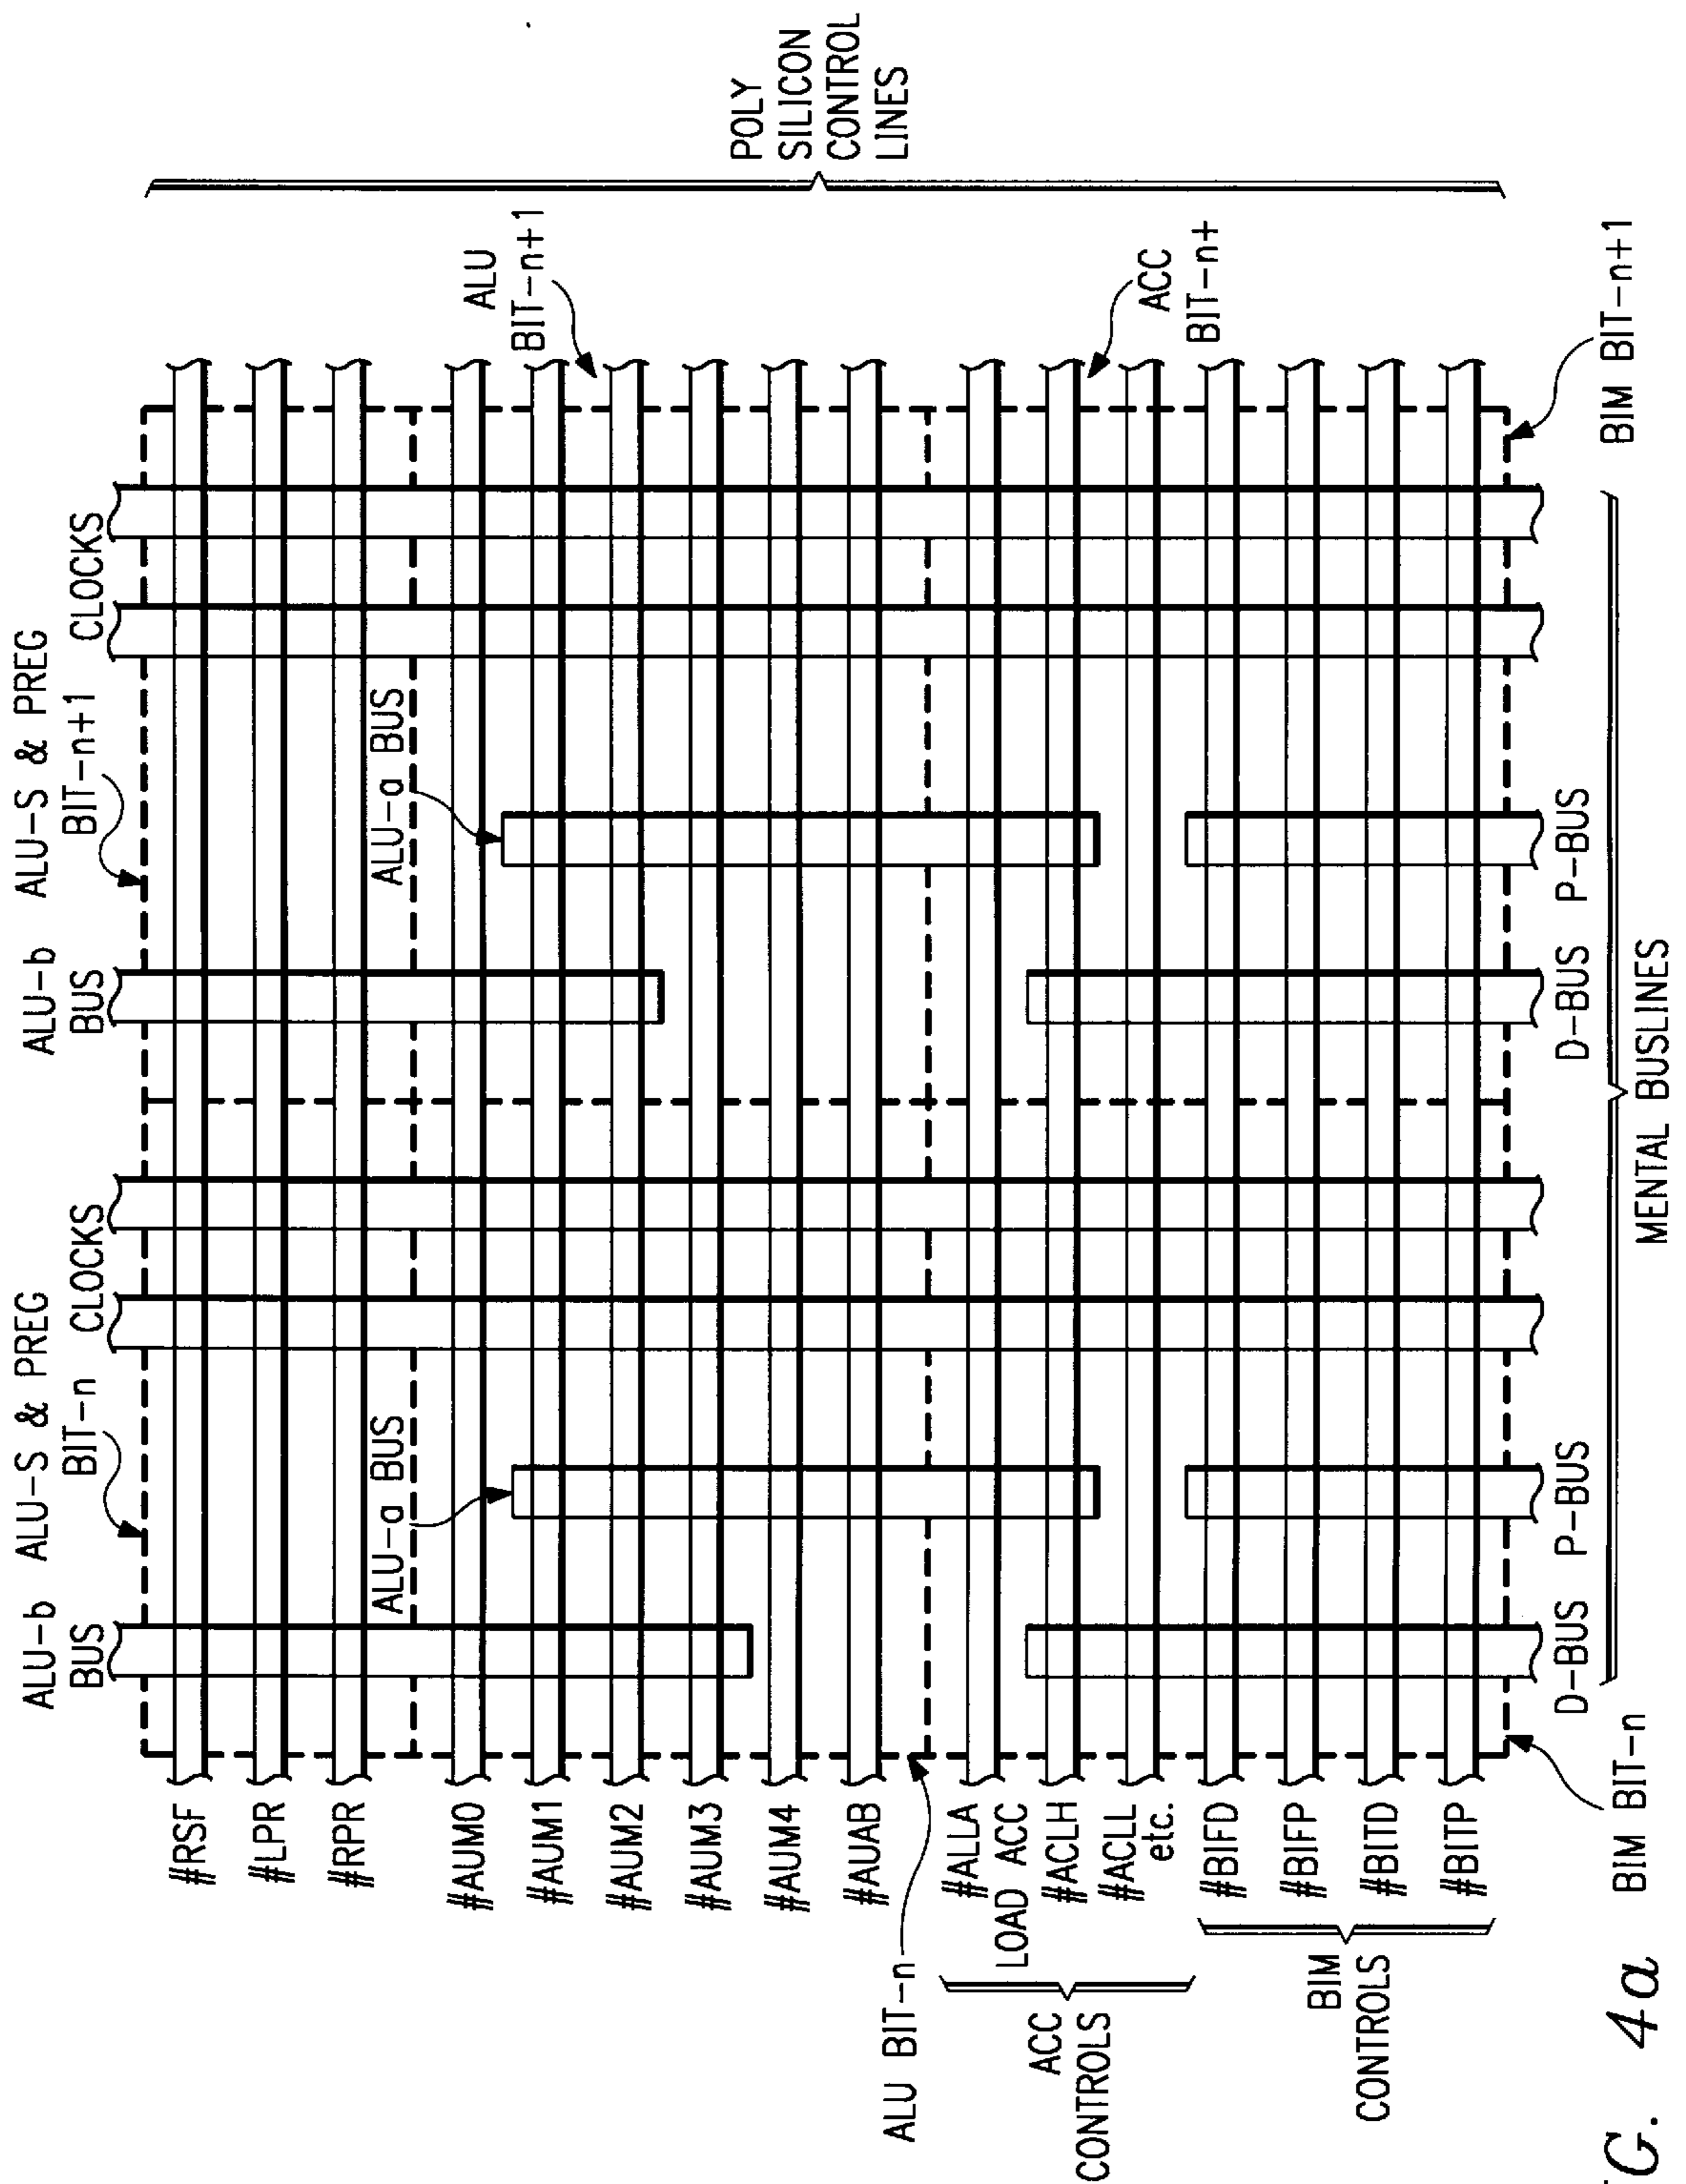 ALU-b
BUS
ALU-S & PREG
BIT-n
CLOCKS
ALU-b
BUS
ALU-S & PREG
BIT-n+1
CLOCKS
#RSF
#LPR
#RPR
ALU-a BUS
ALU-a BUS
#AUM0
#AUM1
#AUM2
#AUM3
#AUM4
#AUAB
ALU BIT-n
#ALLA
LOAD ACC
#ACLH
#ACLL
etc.
ACC
CONTROLS
#BIFD
#BIFP
#BITD
#BITP
BIM
CONTROLS
ALU
BIT-n+1
ACC
BIT-n+
POLY
SILICON
CONTROL
LINES
D-BUS
P-BUS
D-BUS
P-BUS
BIM BIT-n
BIM BIT-n+1
MENTAL BUSLINES
G. 4a